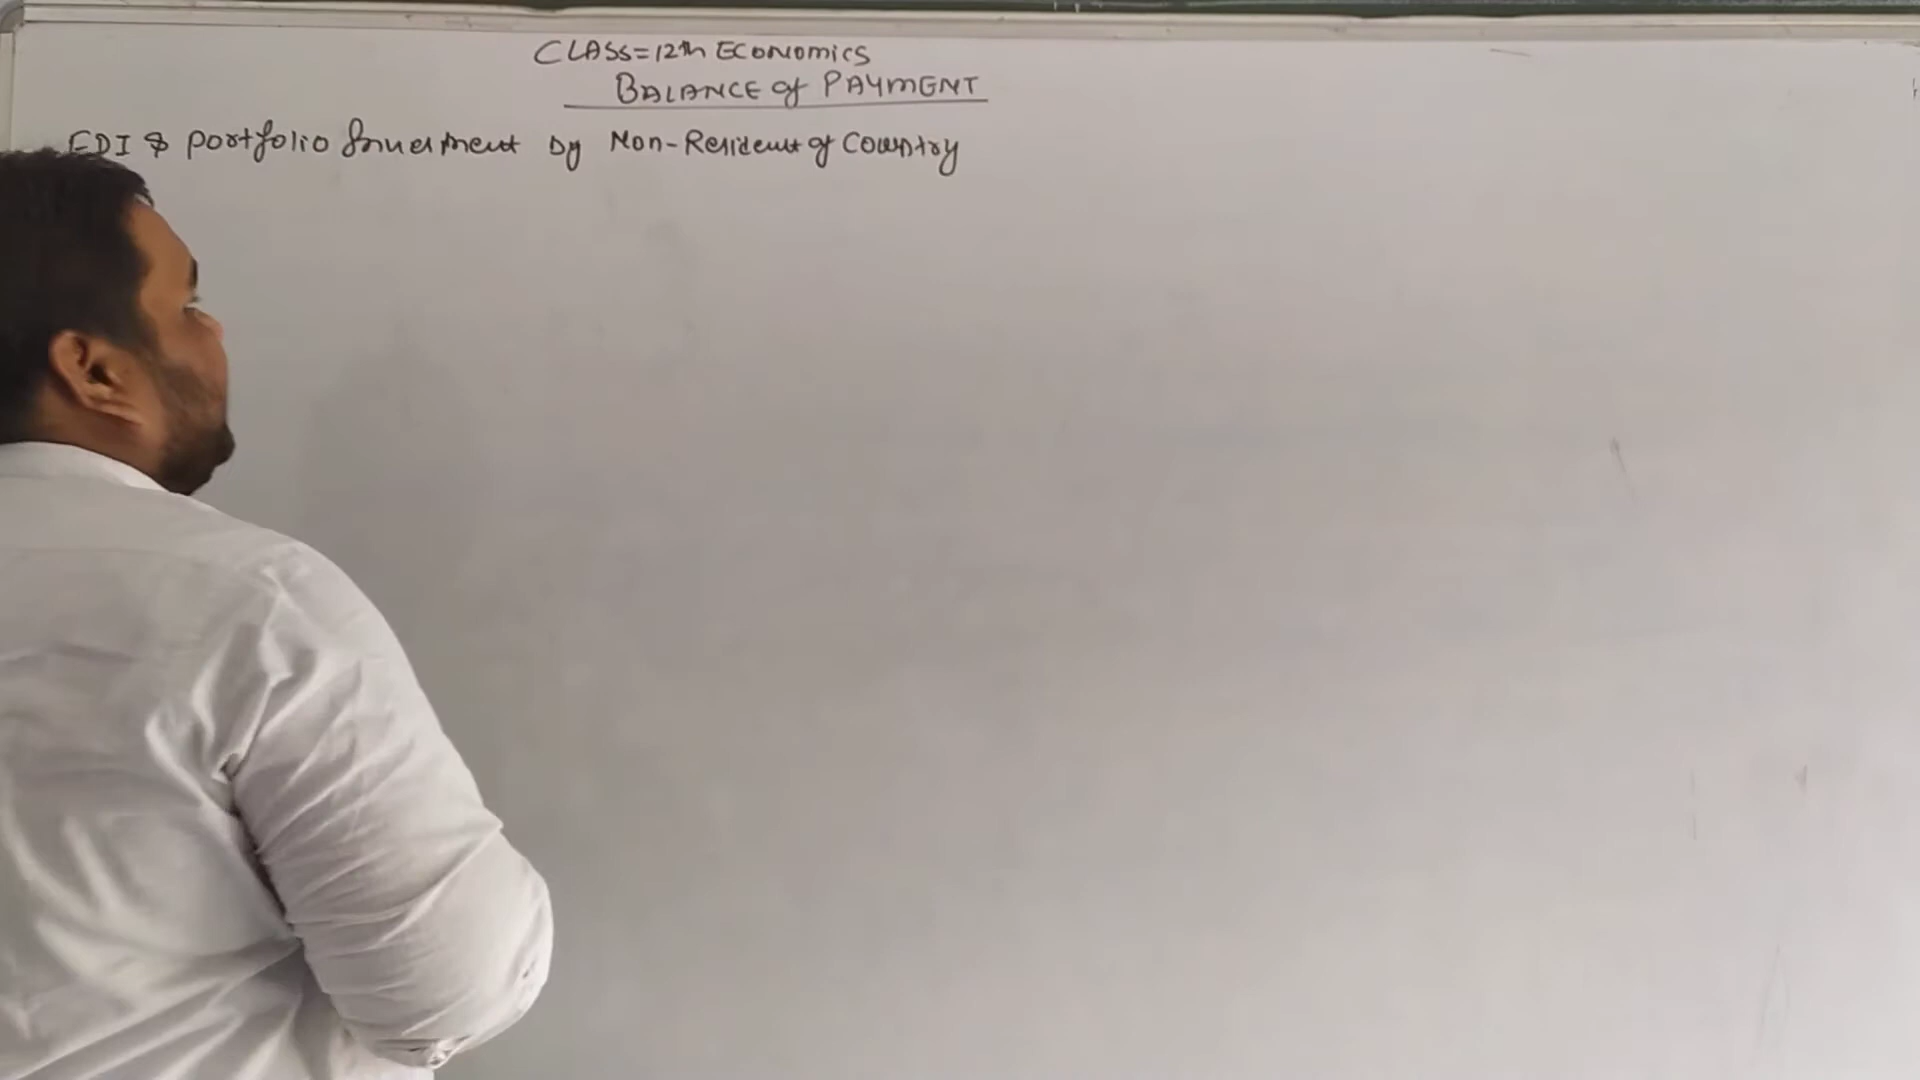 CLASS=12th ECONOMICS
BALANCE of PAYMENT
FDI & Portfolio Investment by Non-Resident of Country